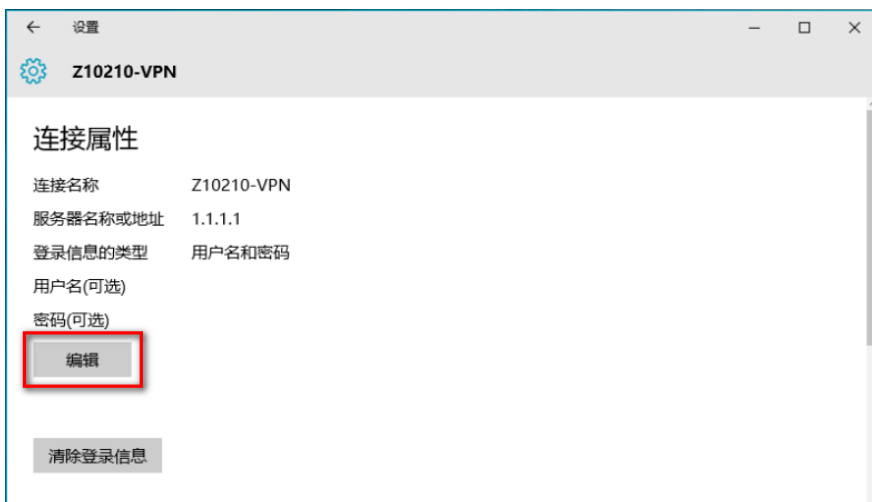 设置
Z10210-VPN
连接属性
连接名称 Z10210-VPN
服务器名称或地址 1.1.1.1
登录信息的类型 用户名和密码
用户名(可选)
密码(可选)
编辑
清除登录信息